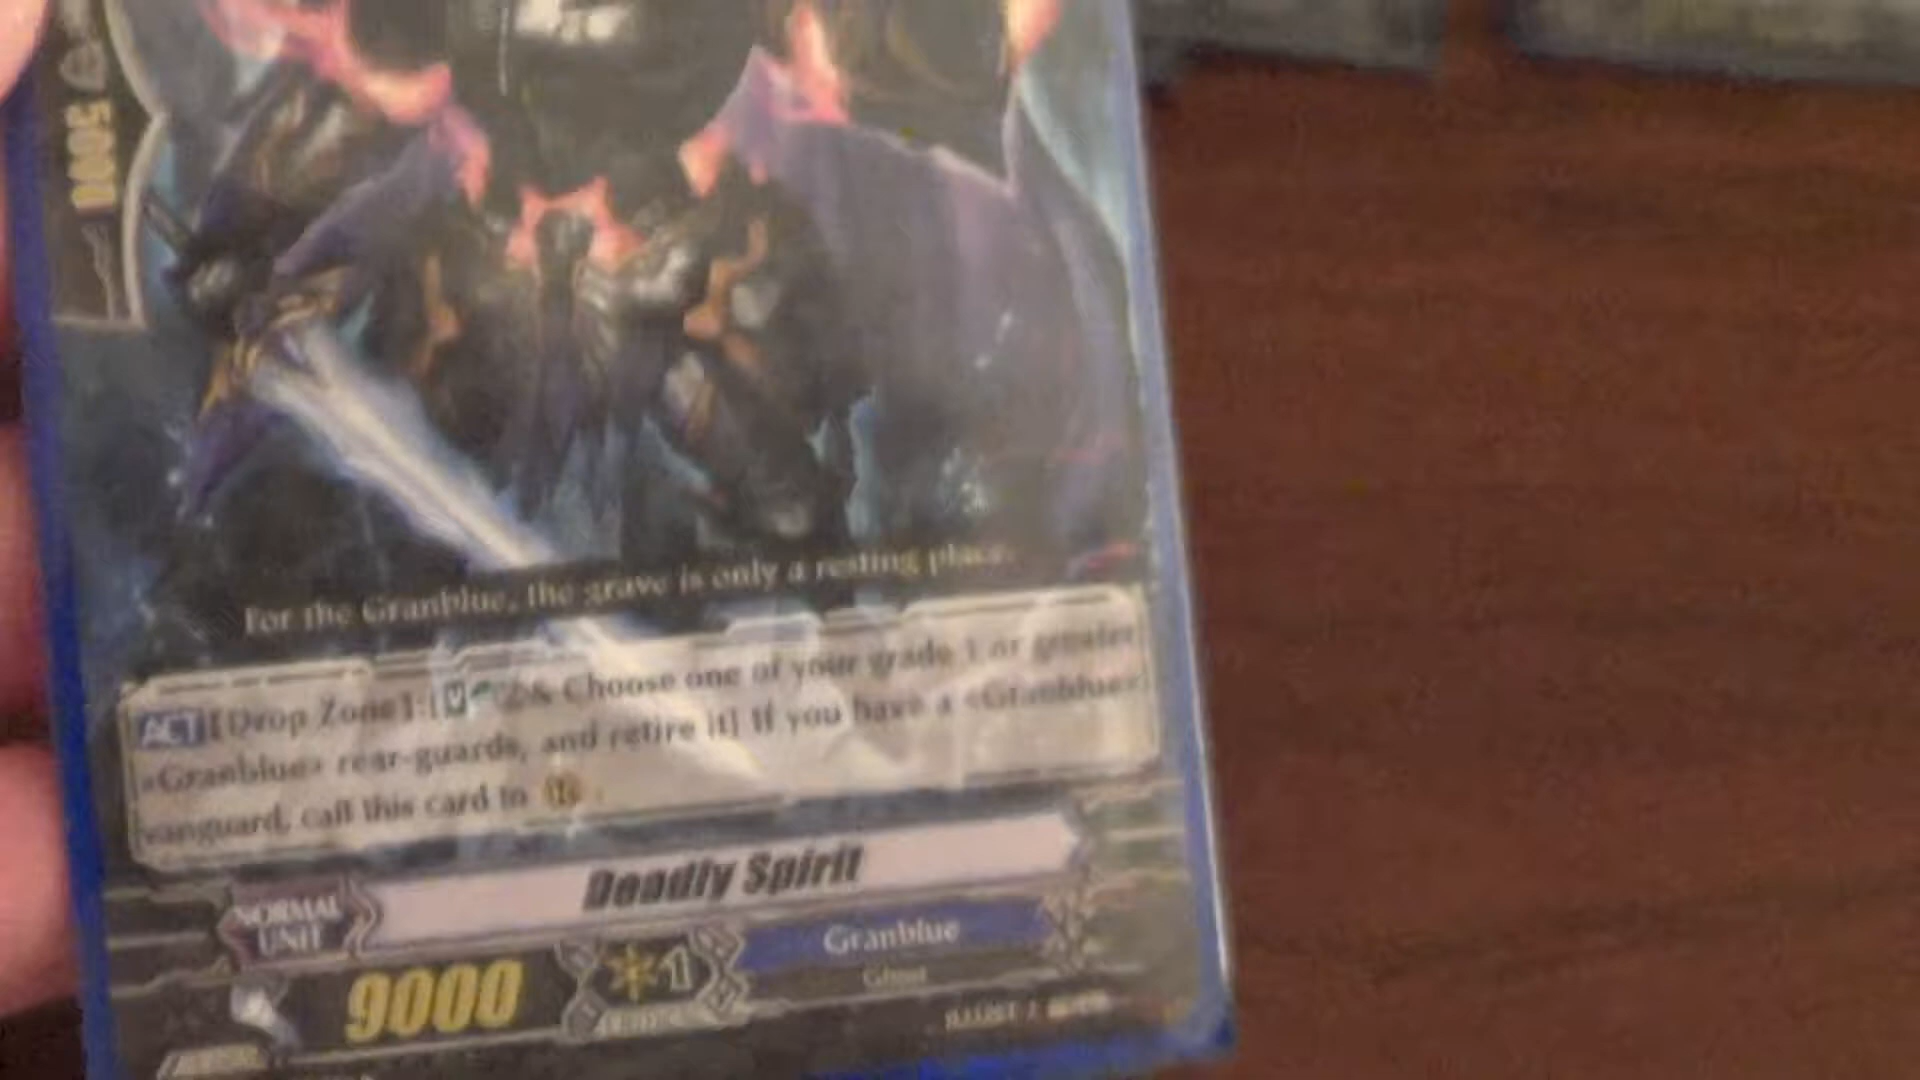 5000
For the Granblue, the grave is only a resting place.
ACT [Drop Zone]:[ & Choose one of your grade 1 or greater
«Granblue» rear-guards, and retire it] If you have a «Granblue»
vanguard, call this card to
Deadly Spirit
NORMAL
UNIT
Granblue
9000
1
Ghost